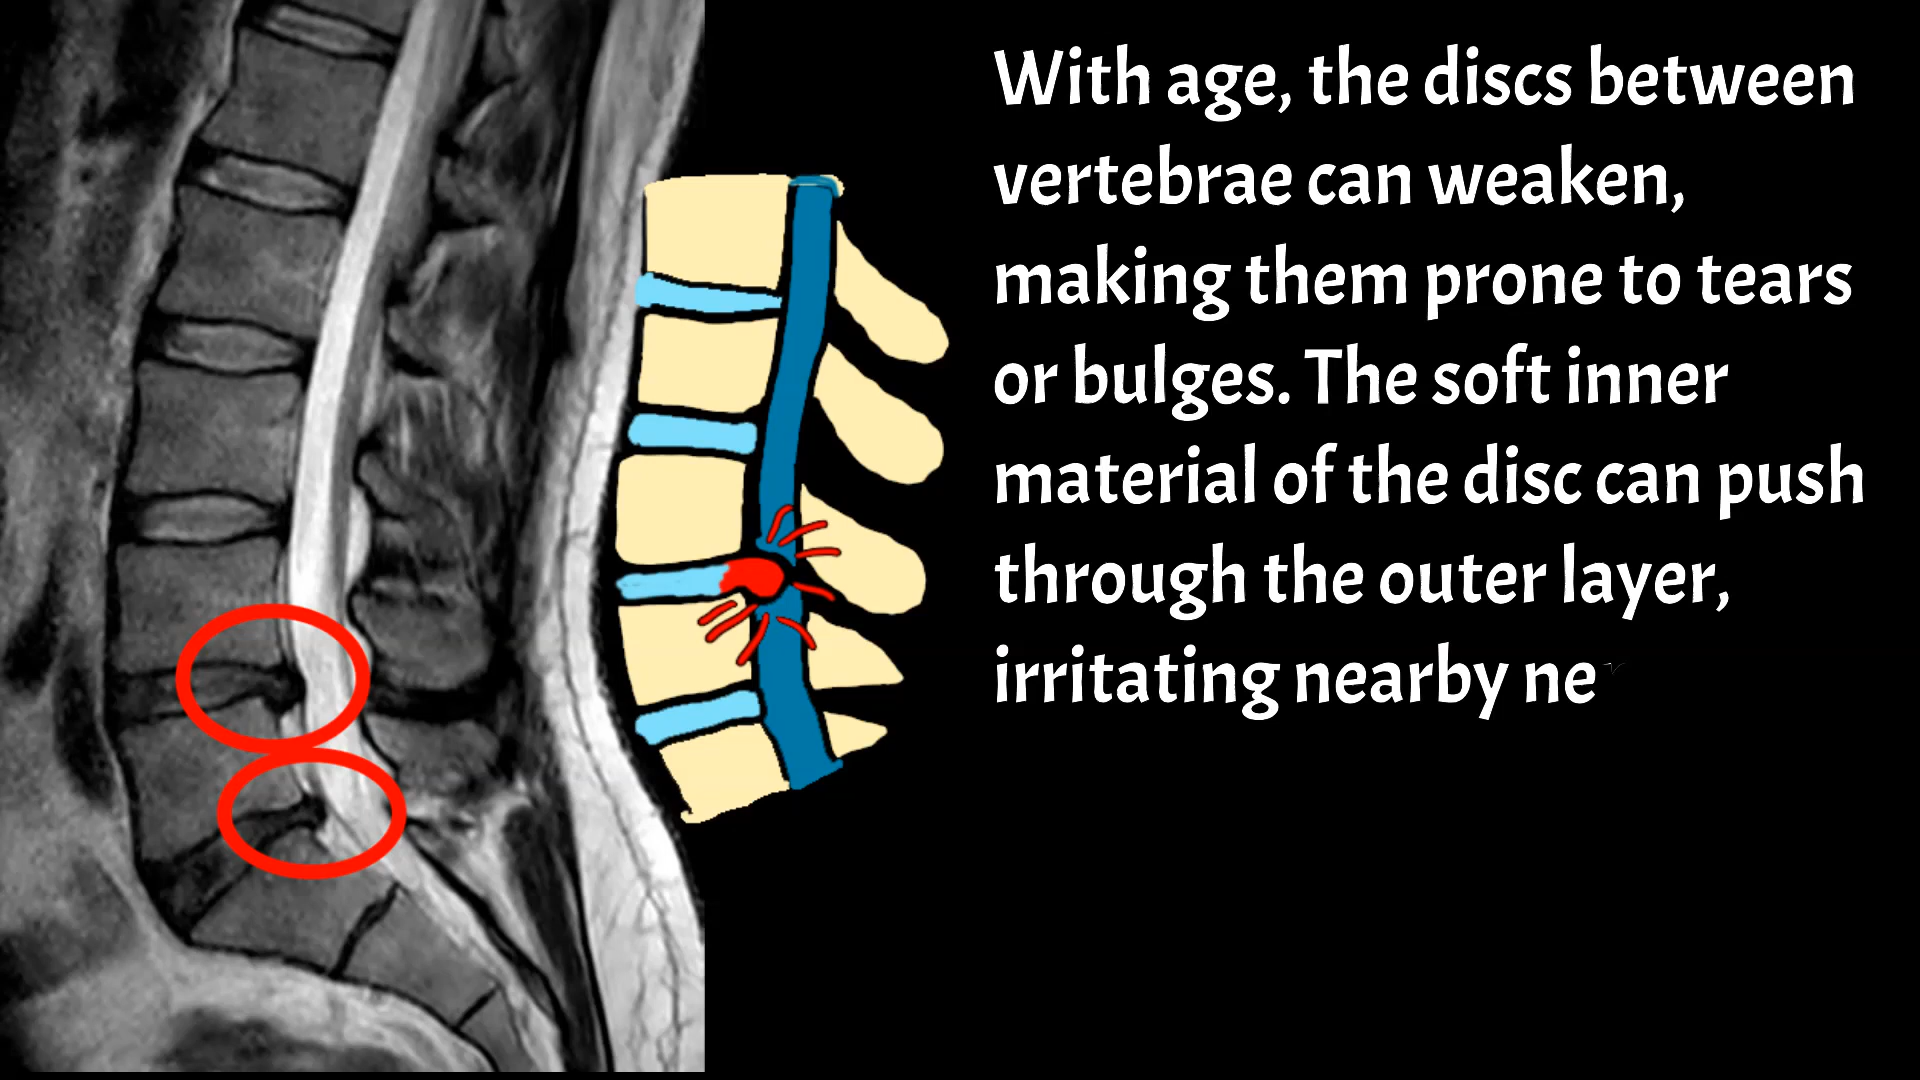 With age, the discs between
vertebrae can weaken,
making them prone to tears
or bulges. The soft inner
material of the disc can push
through the outer layer,
irritating nearby ne